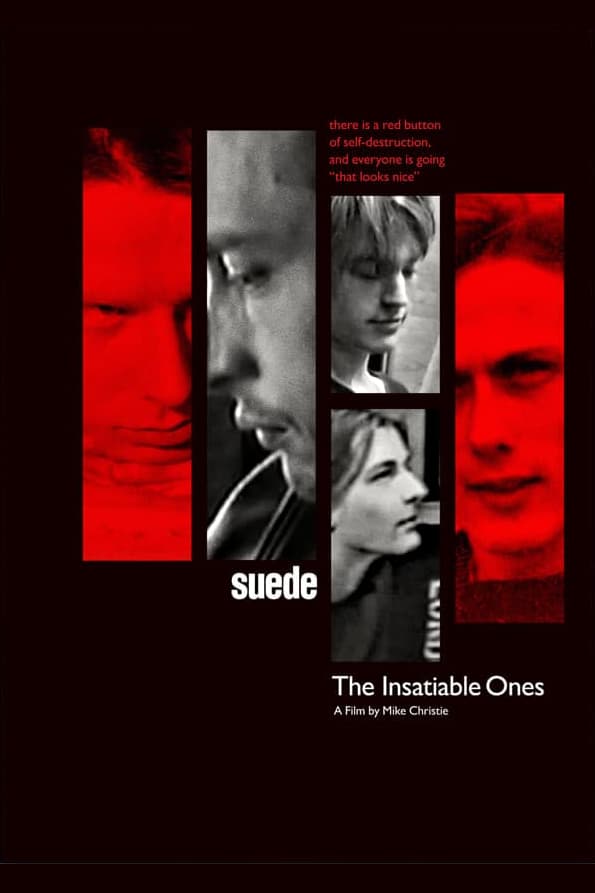 there is a red button
of self-destruction,
and everyone is going
“that looks nice”
suede
The Insatiable Ones
A Film by Mike Christie